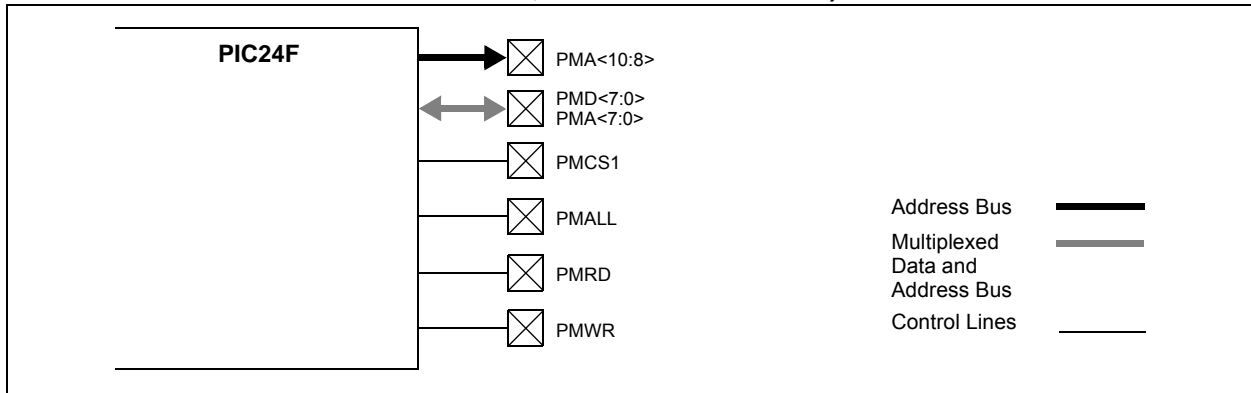 PIC24F
PMA<10:8>
PMD<7:0>
PMA<7:0>
PMCS1
PMALL
PMRD
PMWR
Address Bus
Multiplexed
Data and
Address Bus
Control Lines